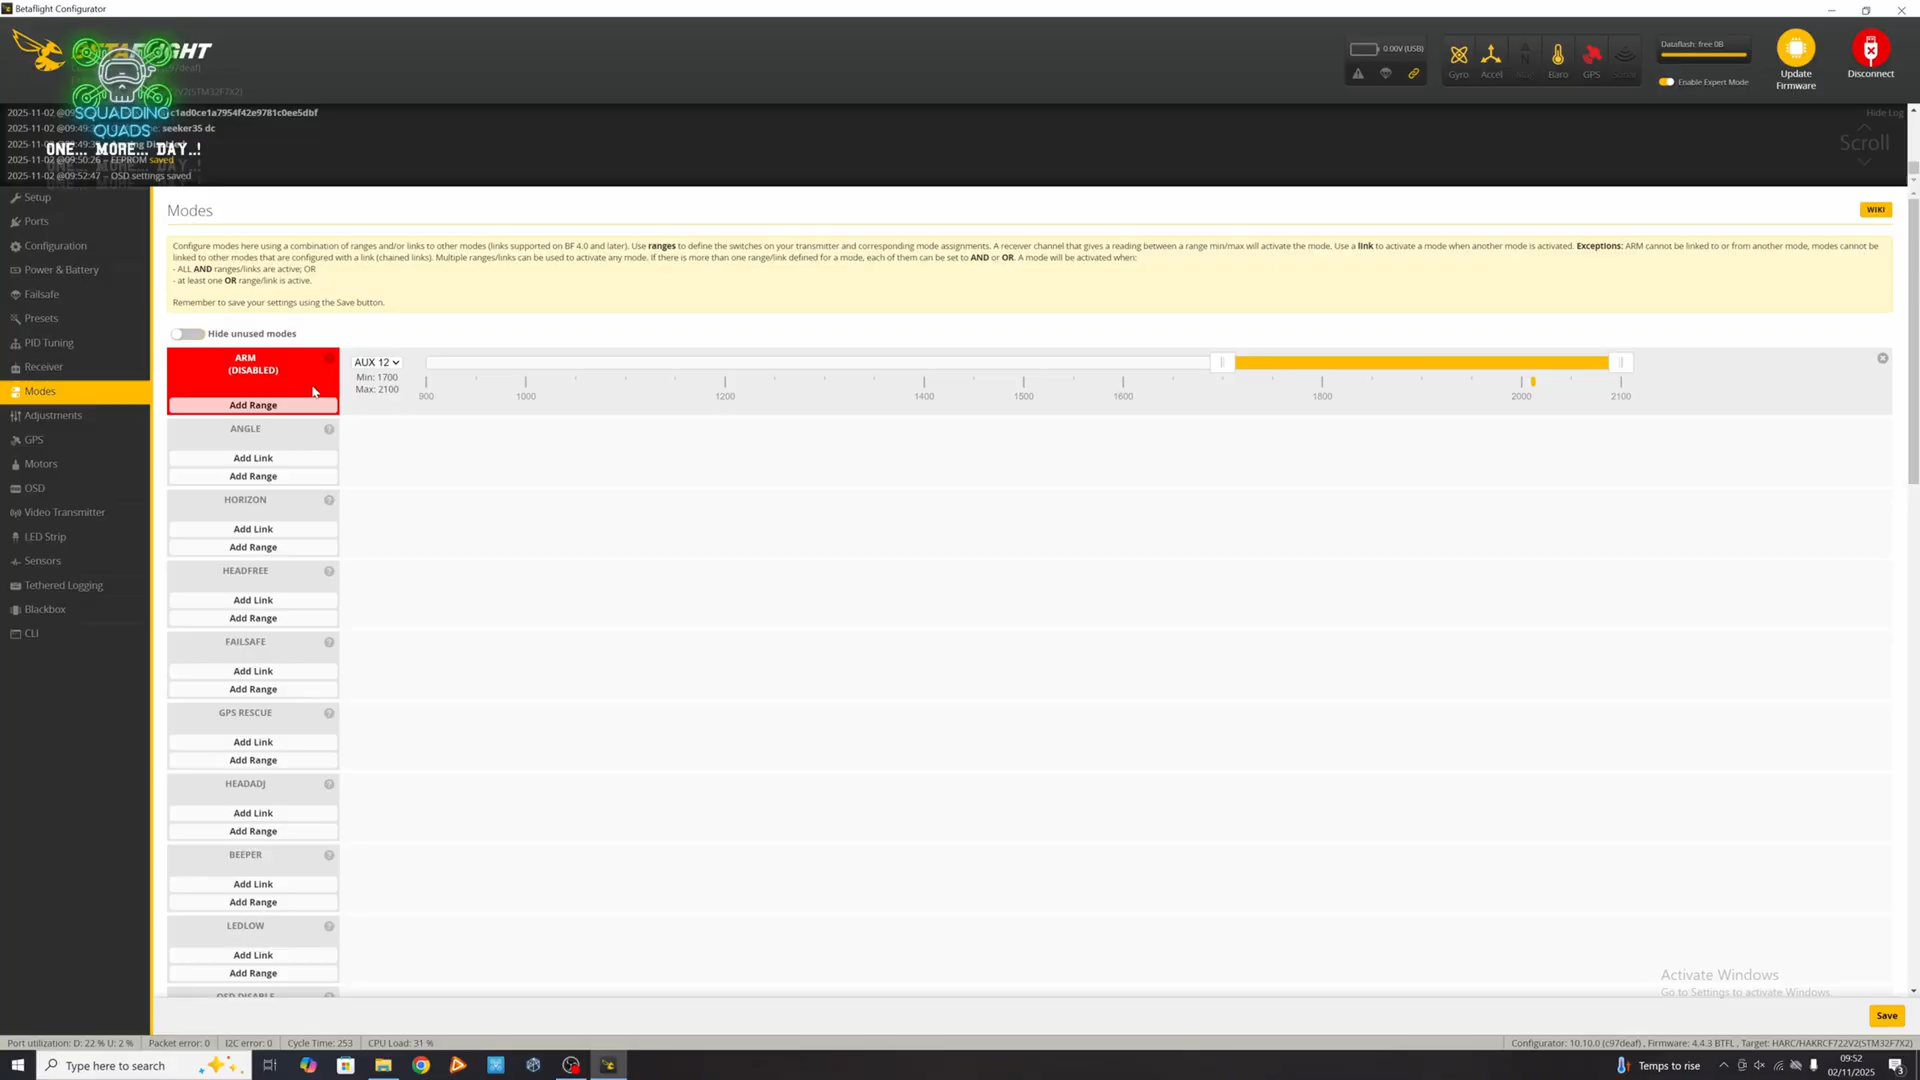 Betaflight Configurator
0.00V (USB)
Gyro
Accel
Baro
GPS
Sonar
Dataflash: free 0B
Enable Expert Mode
Update
Firmware
Disconnect
SQUADDING
QUADS
ONE... MORE... DAY..!
c1ad0ce1a7954f42e9781c0ee5dbf
seeker35 dc
2025-11-02 @09:50:26 -- EEPROM saved
2025-11-02 @09:52:47 -- OSD settings saved
Hide Log
Scroll
Setup
Ports
Configuration
Power & Battery
Failsafe
Presets
PID Tuning
Receiver
Modes
Adjustments
GPS
Motors
OSD
Video Transmitter
LED Strip
Sensors
Tethered Logging
Blackbox
CLI
Modes
WIKI
Configure modes here using a combination of ranges and/or links to other modes (links supported on BF 4.0 and later). Use ranges to define the switches on your transmitter and corresponding mode assignments. A receiver channel that gives a reading between a range min/max will activate the mode. Use a link to activate a mode when another mode is activated. Exceptions: ARM cannot be linked to or from another mode, modes cannot be
linked to other modes that are configured with a link (chained links). Multiple ranges/links can be used to activate any mode. If there is more than one range/link defined for a mode, each of them can be set to AND or OR. A mode will be activated when:
- ALL AND ranges/links are active; OR
- at least one OR range/link is active.
Remember to save your settings using the Save button.
Hide unused modes
ARM
(DISABLED)
Add Range
AUX 12
Min: 1700
Max: 2100
900 1000 1200 1400 1500 1600 1800 2000 2100
ANGLE
Add Link
Add Range
HORIZON
Add Link
Add Range
HEADFREE
Add Link
Add Range
FAILSAFE
Add Link
Add Range
GPS RESCUE
Add Link
Add Range
HEADADJ
Add Link
Add Range
BEEPER
Add Link
Add Range
LEDLOW
Add Link
Add Range
OSD DISABLE
Activate Windows
Go to Settings to activate Windows.
Save
Port utilization: D: 22 % U: 2 %
Packet error: 0
I2C error: 0
Cycle Time: 253
CPU Load: 31 %
Configurator: 10.10.0 (c97deaf) , Firmware: 4.4.3 BTFL , Target: HARC/HAKRCF722V2(STM32F7X2)
Type here to search
Temps to rise
09:52
02/11/2025
3